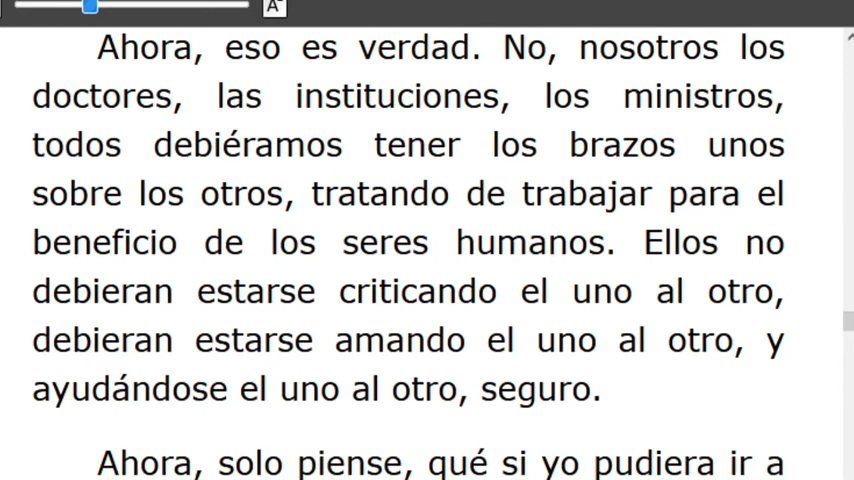 A
Ahora, eso es verdad. No, nosotros los
doctores, las instituciones, los ministros,
todos debiéramos tener los brazos unos
sobre los otros, tratando de trabajar para el
beneficio de los seres humanos. Ellos no
debieran estarse criticando el uno al otro,
debieran estarse amando el uno al otro, y
ayudándose el uno al otro, seguro.
Ahora, solo piense, qué si yo pudiera ir a